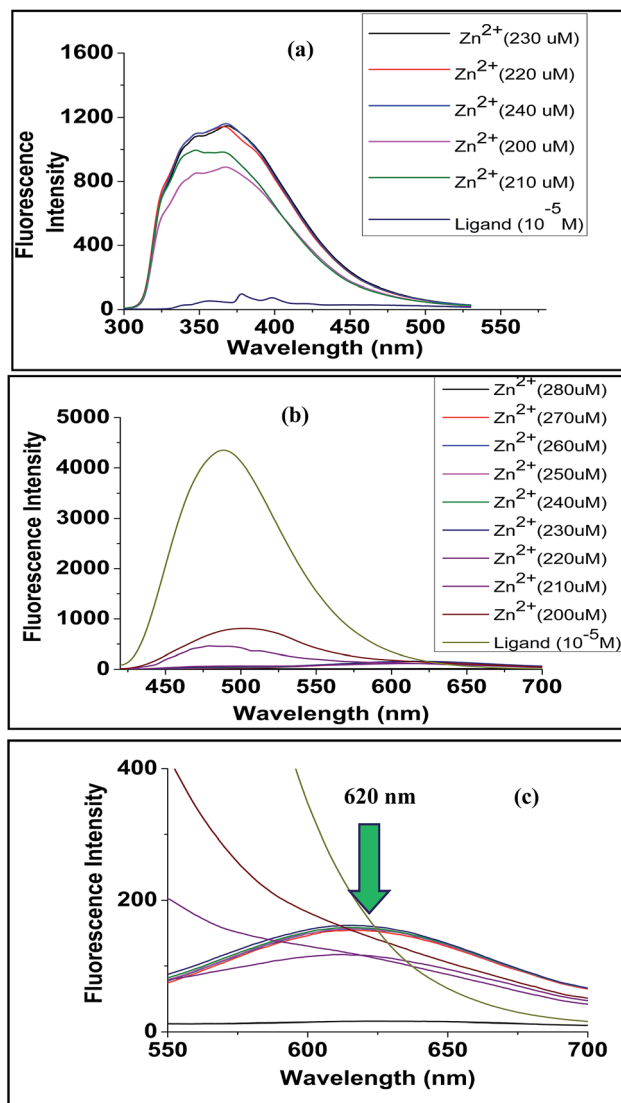 (a)
Fluorescence
Intensity
1600
1200
800
400
0
300 350 400 450 500 550
Wavelength (nm)
Zn²⁺(230 uM)
Zn²⁺(220 uM)
Zn²⁺(240 uM)
Zn²⁺(200 uM)
Zn²⁺(210 uM)
Ligand (10⁻⁵M)
(b)
Fluorescence Intensity
5000
4000
3000
2000
1000
0
450 500 550 600 650 700
Wavelength (nm)
Zn²⁺(280uM)
Zn²⁺(270uM)
Zn²⁺(260uM)
Zn²⁺(250uM)
Zn²⁺(240uM)
Zn²⁺(230uM)
Zn²⁺(220uM)
Zn²⁺(210uM)
Zn²⁺(200uM)
Ligand (10⁻⁵M)
620 nm (c)
Fluorescence Intensity
400
200
0
550 600 650 700
Wavelength (nm)